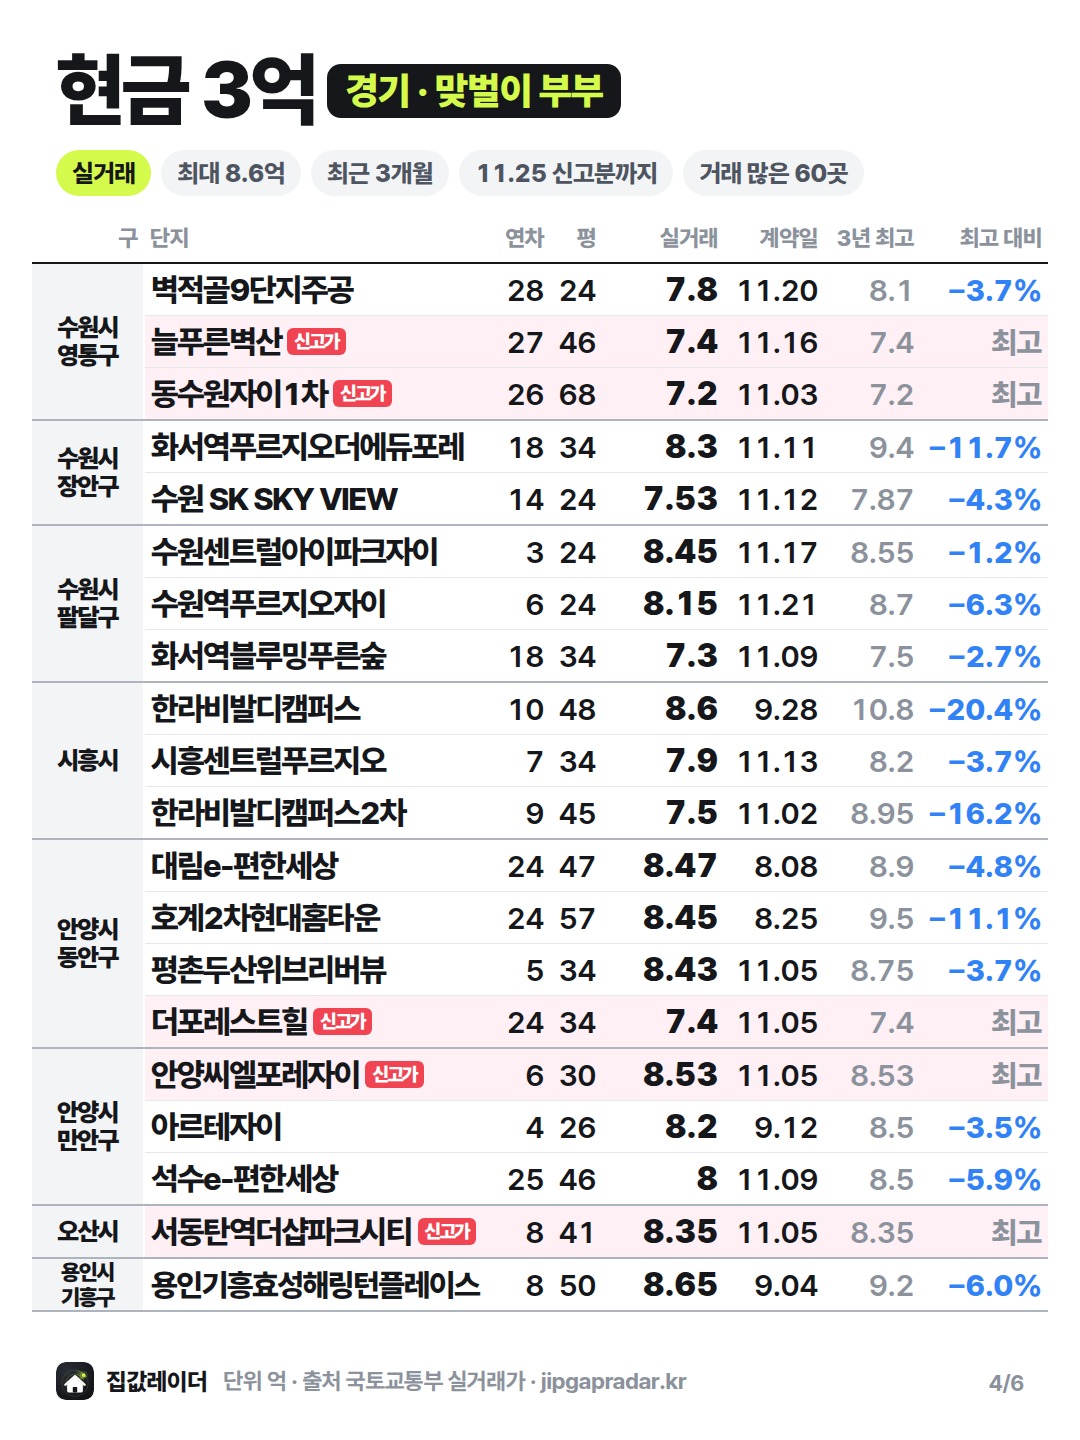 현금 3억 경기 · 맞벌이 부부
실거래 최대 8.6억 최근 3개월 11.25 신고분까지 거래 많은 60곳
구 단지 연차 평 실거래 계약일 3년 최고 최고 대비
수원시 영통구
벽적골9단지주공 28 24 7.8 11.20 8.1 −3.7%
늘푸른벽산 신고가 27 46 7.4 11.16 7.4 최고
동수원자이1차 신고가 26 68 7.2 11.03 7.2 최고
수원시 장안구
화서역푸르지오더에듀포레 18 34 8.3 11.11 9.4 −11.7%
수원 SK SKY VIEW 14 24 7.53 11.12 7.87 −4.3%
수원시 팔달구
수원센트럴아이파크자이 3 24 8.45 11.17 8.55 −1.2%
수원역푸르지오자이 6 24 8.15 11.21 8.7 −6.3%
화서역블루밍푸른숲 18 34 7.3 11.09 7.5 −2.7%
시흥시
한라비발디캠퍼스 10 48 8.6 9.28 10.8 −20.4%
시흥센트럴푸르지오 7 34 7.9 11.13 8.2 −3.7%
한라비발디캠퍼스2차 9 45 7.5 11.02 8.95 −16.2%
안양시 동안구
대림e-편한세상 24 47 8.47 8.08 8.9 −4.8%
호계2차현대홈타운 24 57 8.45 8.25 9.5 −11.1%
평촌두산위브리버뷰 5 34 8.43 11.05 8.75 −3.7%
더포레스트힐 신고가 24 34 7.4 11.05 7.4 최고
안양시 만안구
안양씨엘포레자이 신고가 6 30 8.53 11.05 8.53 최고
아르테자이 4 26 8.2 9.12 8.5 −3.5%
석수e-편한세상 25 46 8 11.09 8.5 −5.9%
오산시
서동탄역더샵파크시티 신고가 8 41 8.35 11.05 8.35 최고
용인시 기흥구
용인기흥효성해링턴플레이스 8 50 8.65 9.04 9.2 −6.0%
집값레이더 단위 억 · 출처 국토교통부 실거래가 · jipgapradar.kr 4/6